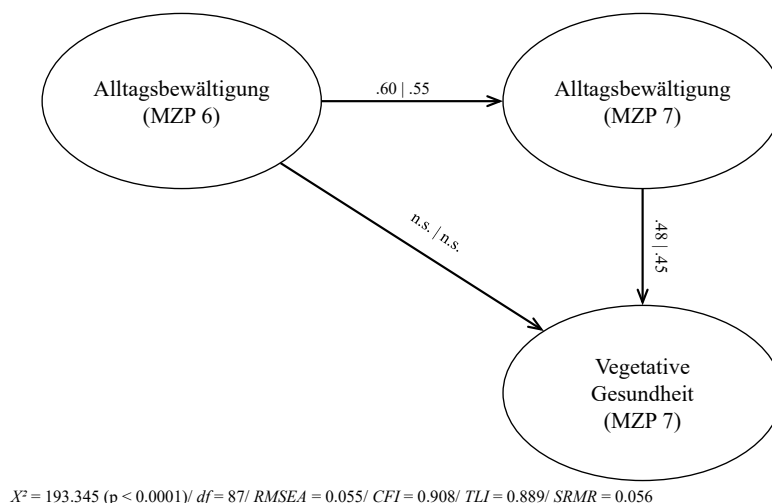 Alltagsbewältigung
(MZP 6)
.60 | .55
Alltagsbewältigung
(MZP 7)
n.s. | n.s.
.48 | .45
Vegetative
Gesundheit
(MZP 7)
X² = 193.345 (p < 0.0001)/ df = 87/ RMSEA = 0.055/ CFI = 0.908/ TLI = 0.889/ SRMR = 0.056